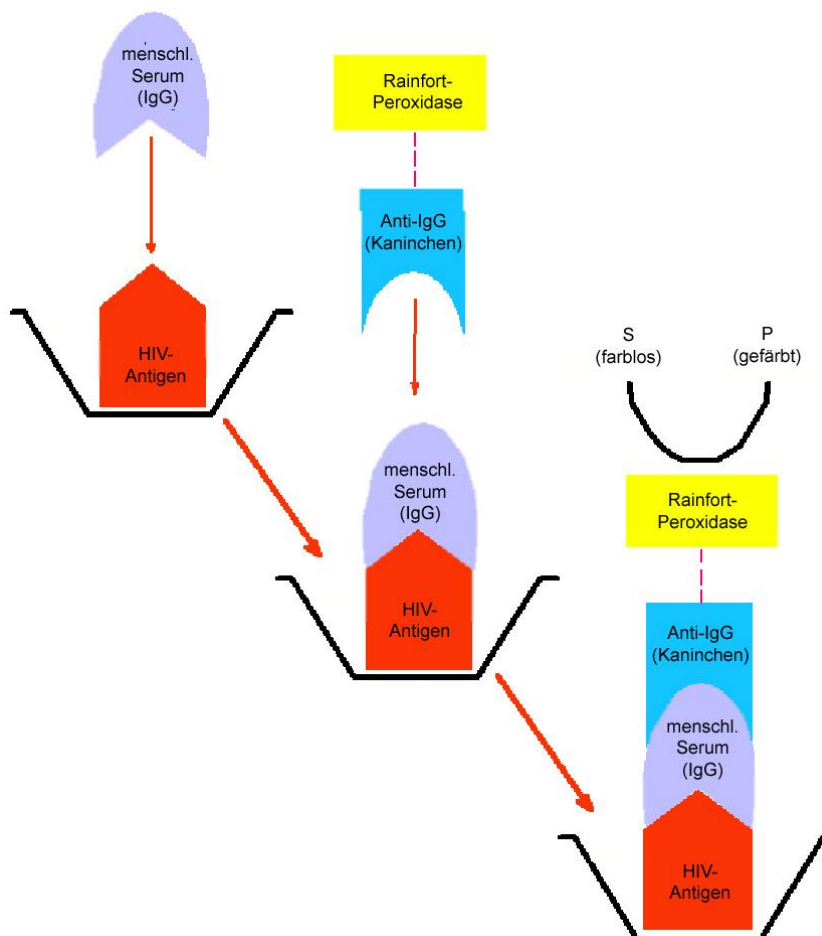 menschl.
Serum
(IgG)
Rainfort-
Peroxidase
Anti-IgG
(Kaninchen)
HIV-
Antigen
S
(farblos)
P
(gefärbt)
menschl.
Serum
(IgG)
HIV-
Antigen
Rainfort-
Peroxidase
Anti-IgG
(Kaninchen)
menschl.
Serum
(IgG)
HIV-
Antigen